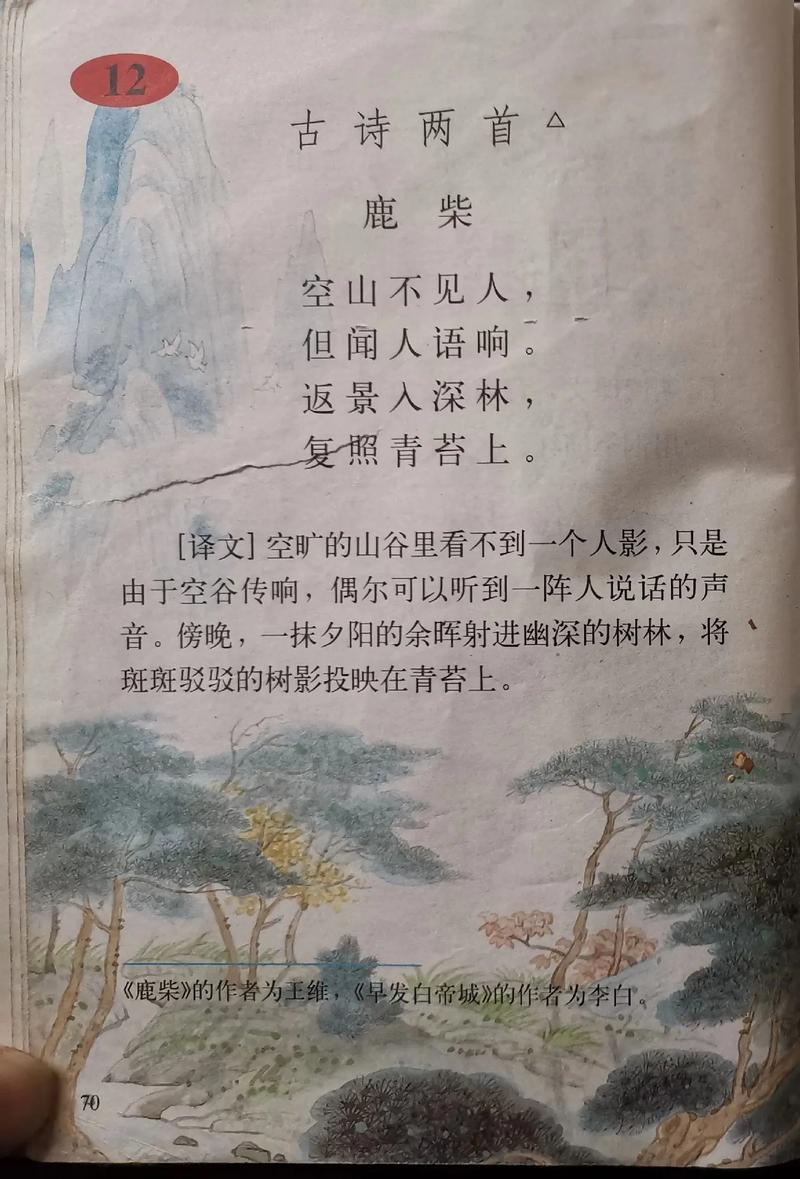 12
古诗两首△
鹿柴
空山不见人，
但闻人语响。
返景入深林，
复照青苔上。
[译文]空旷的山谷里看不到一个人影，只是
由于空谷传响，偶尔可以听到一阵人说话的声
音。傍晚，一抹夕阳的余晖射进幽深的树林，将
斑斑驳驳的树影投映在青苔上。
《鹿柴》的作者为王维，《早发白帝城》的作者为李白。
70